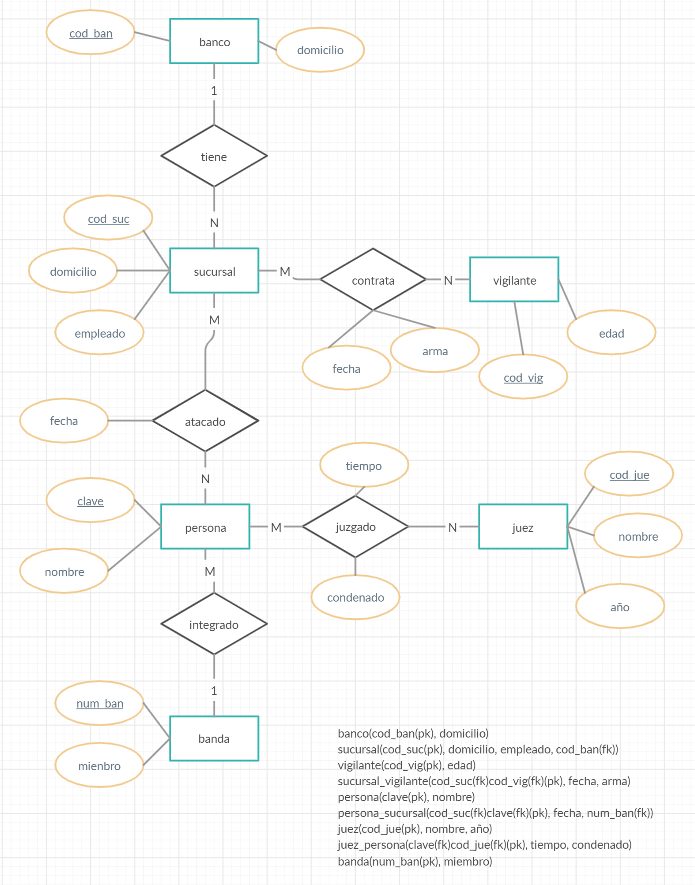 cod_ban
banco
domicilio
1
tiene
N
cod_suc
domicilio
sucursal
empleado
M
contrata
N
vigilante
edad
arma
fecha
cod_vig
M
fecha
atacado
N
tiempo
cod_jue
clave
persona
M
juzgado
N
juez
nombre
nombre
condenado
año
M
integrado
1
num_ban
banda
mienbro
banco(cod_ban(pk), domicilio)
sucursal(cod_suc(pk), domicilio, empleado, cod_ban(fk))
vigilante(cod_vig(pk), edad)
sucursal_vigilante(cod_suc(fk)cod_vig(fk)(pk), fecha, arma)
persona(clave(pk), nombre)
persona_sucursal(cod_suc(fk)clave(fk)(pk), fecha, num_ban(fk))
juez(cod_jue(pk), nombre, año)
juez_persona(clave(fk)cod_jue(fk)(pk), tiempo, condenado)
banda(num_ban(pk), miembro)